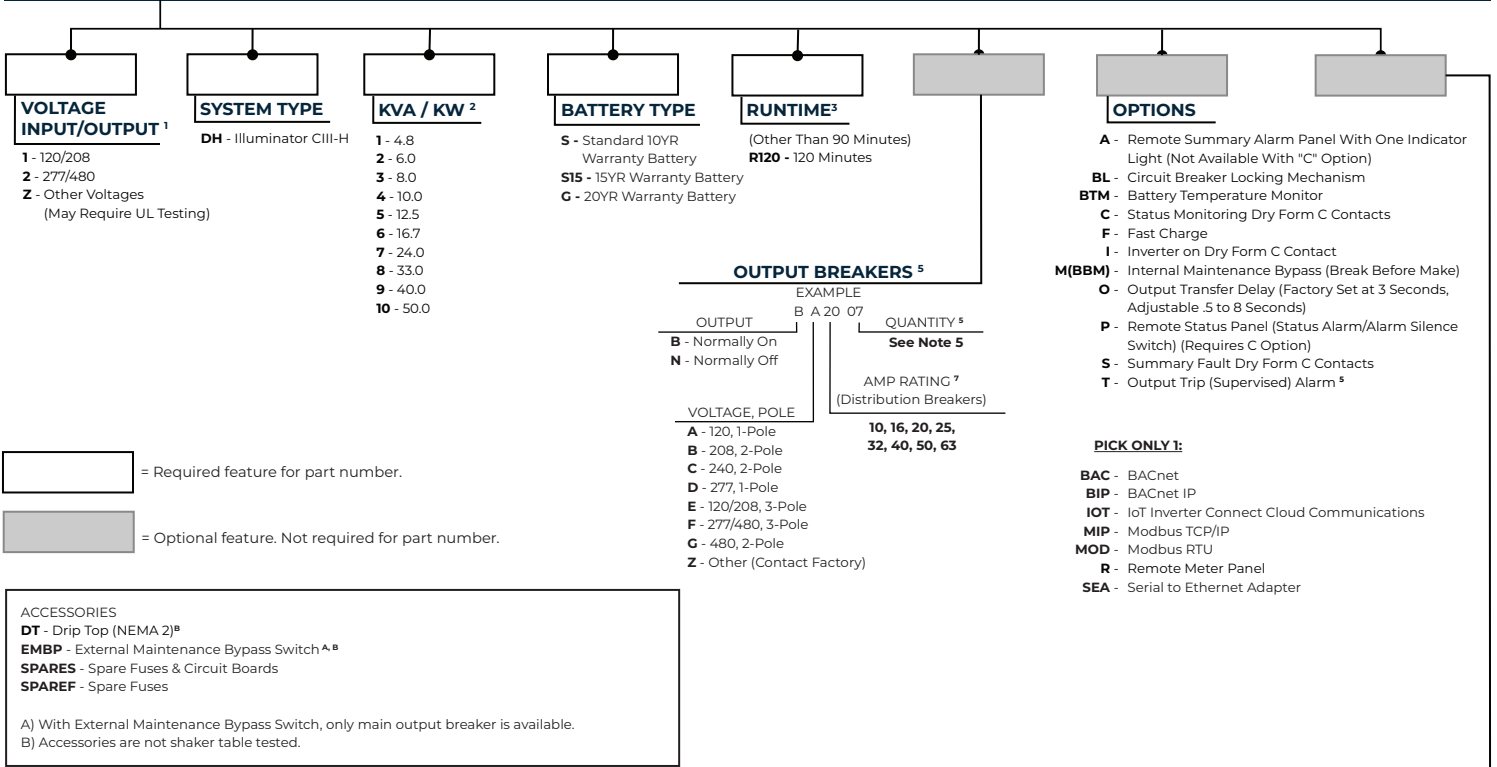 VOLTAGE
INPUT/OUTPUT 1
1 - 120/208
2 - 277/480
Z - Other Voltages
(May Require UL Testing)
SYSTEM TYPE
DH - Illuminator CIII-H
KVA / KW 2
1 - 4.8
2 - 6.0
3 - 8.0
4 - 10.0
5 - 12.5
6 - 16.7
7 - 24.0
8 - 33.0
9 - 40.0
10 - 50.0
BATTERY TYPE
S - Standard 10YR
Warranty Battery
S15 - 15YR Warranty Battery
G - 20YR Warranty Battery
RUNTIME3
(Other Than 90 Minutes)
R120 - 120 Minutes
OUTPUT BREAKERS 5
EXAMPLE
B A 20 07
OUTPUT
B - Normally On
N - Normally Off
QUANTITY 5
See Note 5
AMP RATING 7
(Distribution Breakers)
10, 16, 20, 25,
32, 40, 50, 63
VOLTAGE, POLE
A - 120, 1-Pole
B - 208, 2-Pole
C - 240, 2-Pole
D - 277, 1-Pole
E - 120/208, 3-Pole
F - 277/480, 3-Pole
G - 480, 2-Pole
Z - Other (Contact Factory)
OPTIONS
A - Remote Summary Alarm Panel With One Indicator
Light (Not Available With "C" Option)
BL - Circuit Breaker Locking Mechanism
BTM - Battery Temperature Monitor
C - Status Monitoring Dry Form C Contacts
F - Fast Charge
I - Inverter on Dry Form C Contact
M(BBM) - Internal Maintenance Bypass (Break Before Make)
O - Output Transfer Delay (Factory Set at 3 Seconds,
Adjustable .5 to 8 Seconds)
P - Remote Status Panel (Status Alarm/Alarm Silence
Switch) (Requires C Option)
S - Summary Fault Dry Form C Contacts
T - Output Trip (Supervised) Alarm 5
PICK ONLY 1:
BAC - BACnet
BIP - BACnet IP
IOT - IoT Inverter Connect Cloud Communications
MIP - Modbus TCP/IP
MOD - Modbus RTU
R - Remote Meter Panel
SEA - Serial to Ethernet Adapter
= Required feature for part number.
= Optional feature. Not required for part number.
ACCESSORIES
DT - Drip Top (NEMA 2)B
EMBP - External Maintenance Bypass Switch A, B
SPARES - Spare Fuses & Circuit Boards
SPAREF - Spare Fuses
A) With External Maintenance Bypass Switch, only main output breaker is available.
B) Accessories are not shaker table tested.